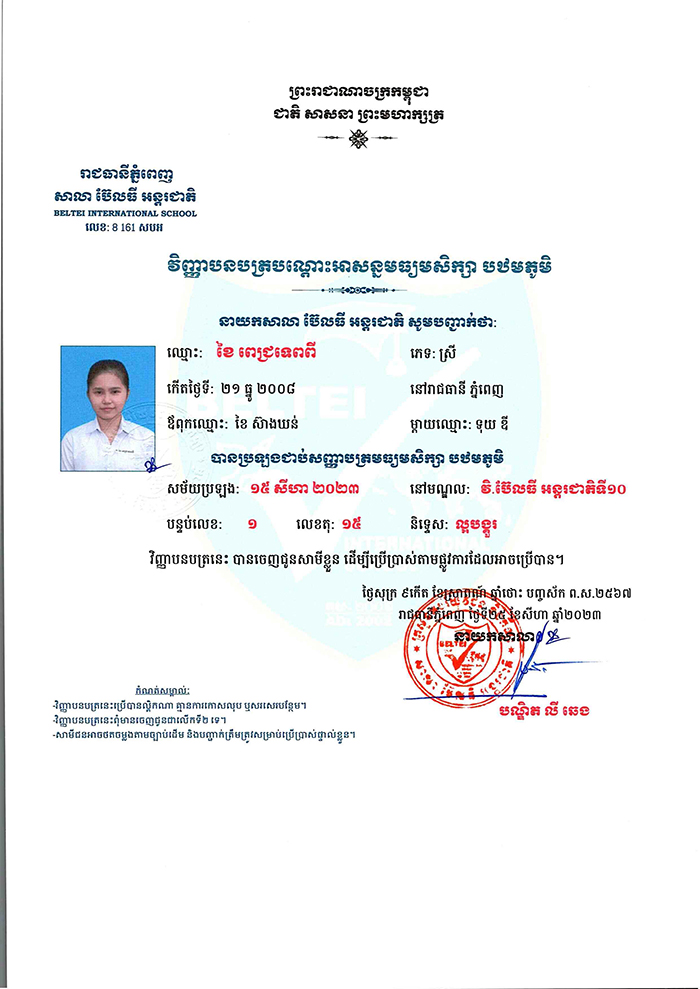 ព្រះរាជាណាចក្រកម្ពុជា
ជាតិ សាសនា ព្រះមហាក្សត្រ
រាជធានីភ្នំពេញ
សាលា ប៊ែលធី អន្តរជាតិ
BELTEI INTERNATIONAL SCHOOL
លេខ: 8 161 សបអ
វិញ្ញាបនបត្របណ្ដោះអាសន្នមធ្យមសិក្សា បឋមភូមិ
នាយកសាលា ប៊ែលធី អន្តរជាតិ សូមបញ្ជាក់ថា:
ឈ្មោះ: ខៃ ពេជ្រទេពពី ភេទ: ស្រី
កើតថ្ងៃទី: ២១ ធ្នូ ២០០៨ នៅរាជធានី ភ្នំពេញ
ឪពុកឈ្មោះ: ខៃ ស៊ាងឃន់ ម្ដាយឈ្មោះ: ទុយ ឌី
បានប្រឡងជាប់សញ្ញាបត្រមធ្យមសិក្សា បឋមភូមិ
សម័យប្រឡង: ១៥ សីហា ២០២៣ នៅមណ្ឌល: វិ.ប៊ែលធី អន្តរជាតិទី១០
បន្ទប់លេខ: ១ លេខតុ: ១៥ និទ្ទេស: ល្អបង្គួរ
វិញ្ញាបនបត្រនេះ បានចេញជូនសាមីខ្លួន ដើម្បីប្រើប្រាស់តាមផ្លូវការដែលអាចប្រើបាន។
ថ្ងៃសុក្រ ៩កើត ខែស្រាពណ៍ ឆ្នាំថោះ បញ្ចស័ក ព.ស.២៥៦៧
រាជធានីភ្នំពេញ ថ្ងៃទី២៥ ខែសីហា ឆ្នាំ២០២៣
នាយកសាលា
បណ្ឌិត លី ឆេង
កំណត់សម្គាល់:
-វិញ្ញាបនបត្រនេះប្រើបានល្គឹកណា គ្មានការកោសលុប ឬសរសេរបន្ថែម។
-វិញ្ញាបនបត្រនេះពុំមានចេញជូនជាលើកទី២ ទេ។
-សាមីជនអាចថតចម្លងតាមច្បាប់ដើម និងបញ្ជាក់ត្រឹមត្រូវសម្រាប់ប្រើប្រាស់ផ្ទាល់ខ្លួន។